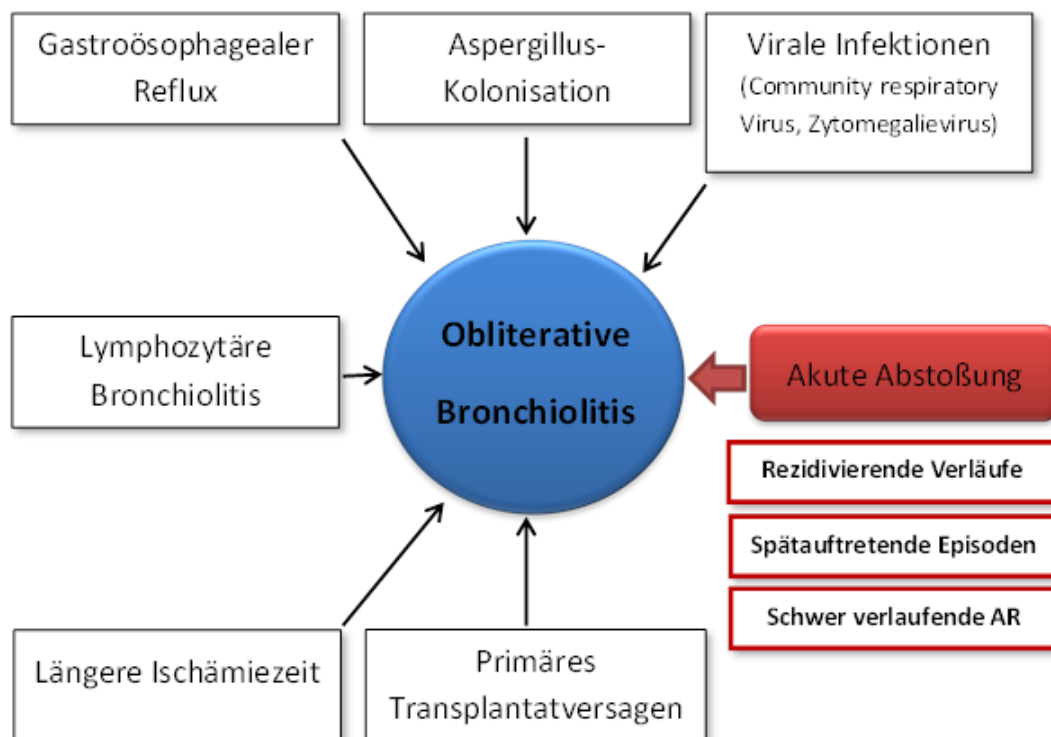 Gastroösophagealer
Reflux
Aspergillus-
Kolonisation
Virale Infektionen
(Community respiratory
Virus, Zytomegalievirus)
Lymphozytäre
Bronchiolitis
Obliterative
Bronchiolitis
Akute Abstoßung
Rezidivierende Verläufe
Spätauftretende Episoden
Schwer verlaufende AR
Längere Ischämiezeit
Primäres
Transplantatversagen